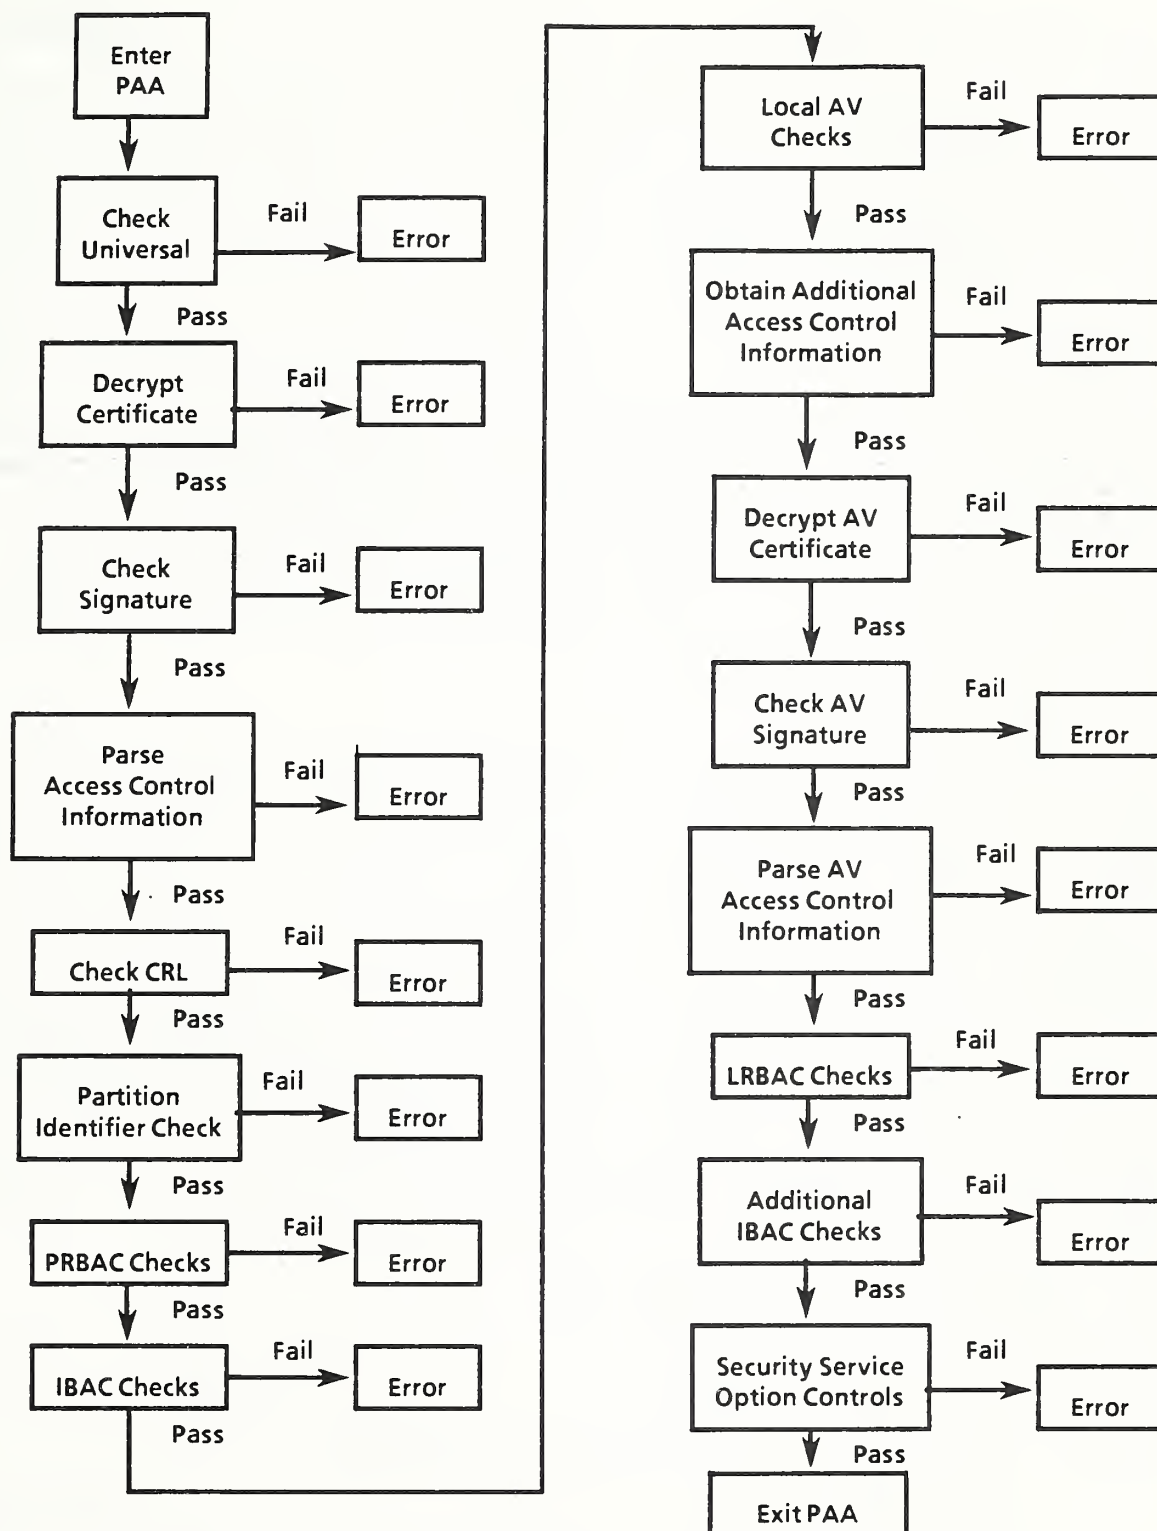 Enter
PAA
Check
Universal
Fail
Error
Pass
Decrypt
Certificate
Fail
Error
Pass
Check
Signature
Fail
Error
Pass
Parse
Access Control
Information
Fail
Error
Pass
Check CRL
Fail
Error
Pass
Partition
Identifier Check
Fail
Error
Pass
PRBAC Checks
Fail
Error
Pass
IBAC Checks
Fail
Error
Pass
Local AV
Checks
Fail
Error
Pass
Obtain Additional
Access Control
Information
Fail
Error
Pass
Decrypt AV
Certificate
Fail
Error
Pass
Check AV
Signature
Fail
Error
Pass
Parse AV
Access Control
Information
Fail
Error
Pass
LRBAC Checks
Fail
Error
Pass
Additional
IBAC Checks
Fail
Error
Pass
Security Service
Option Controls
Fail
Error
Pass
Exit PAA